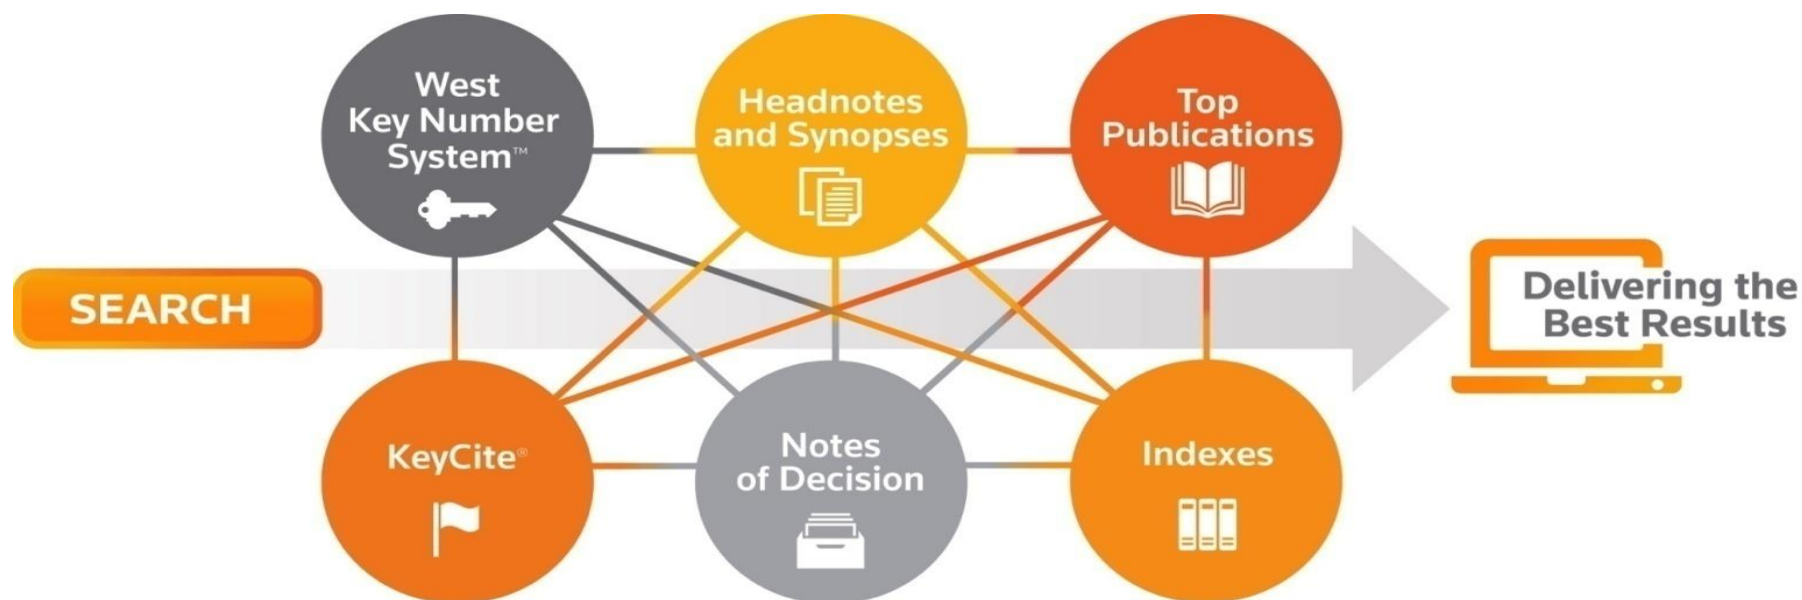 West
Key Number
System™
Headnotes
and Synopses
Top
Publications
SEARCH
Delivering the
Best Results
KeyCite®
Notes
of Decision
Indexes